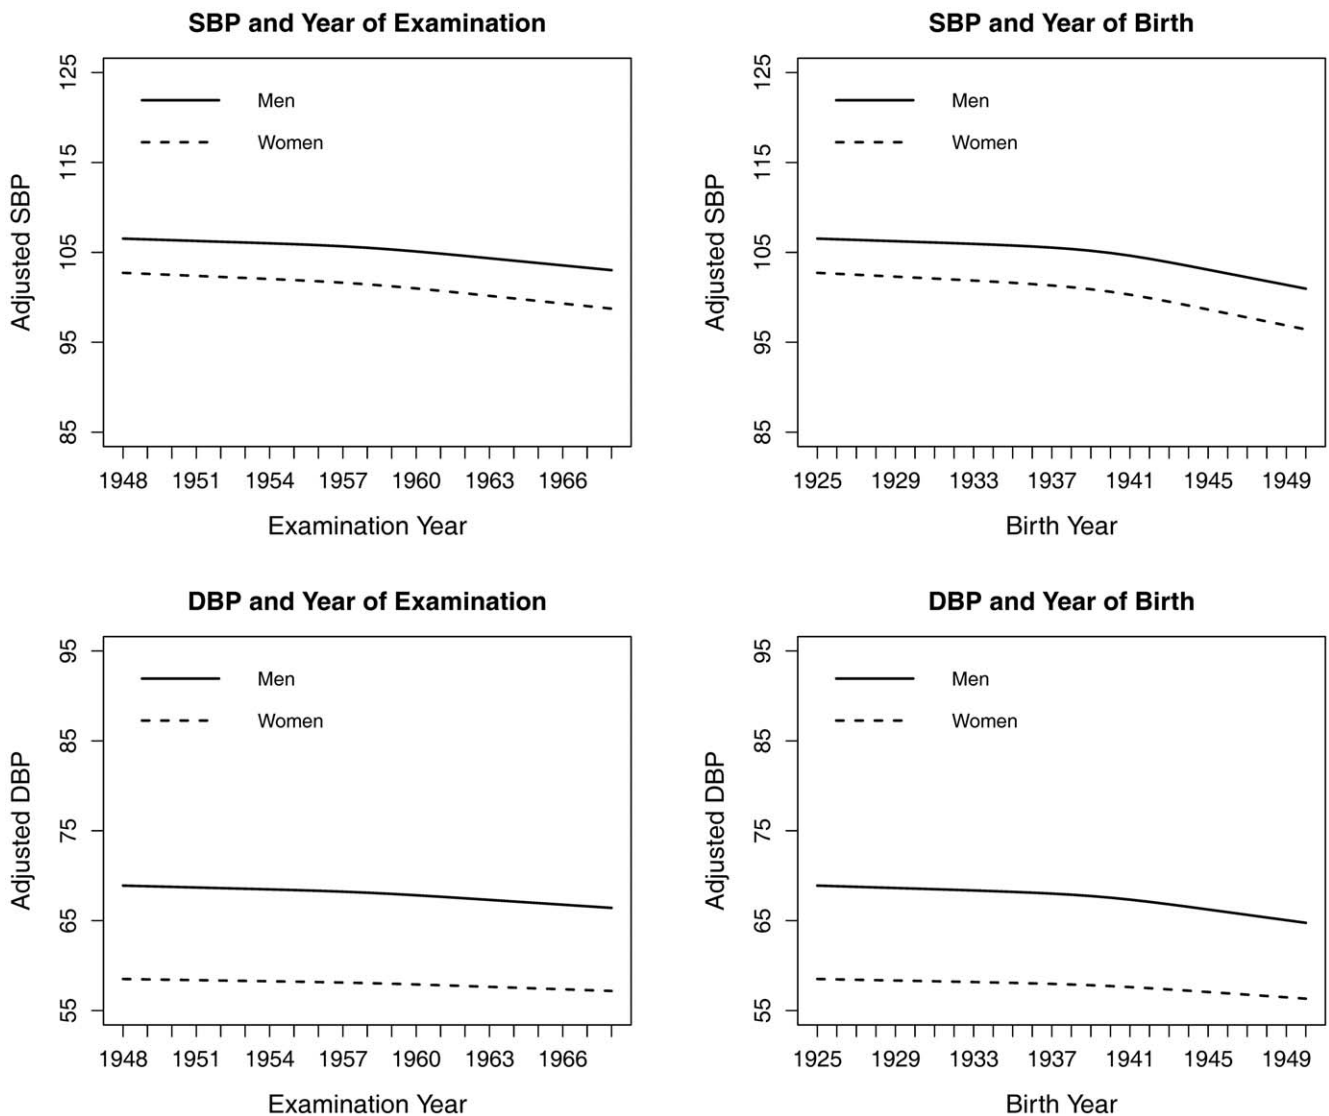 SBP and Year of Examination
Adjusted SBP
125
115
105
95
85
Men
Women
1948 1951 1954 1957 1960 1963 1966
Examination Year
SBP and Year of Birth
Adjusted SBP
125
115
105
95
85
Men
Women
1925 1929 1933 1937 1941 1945 1949
Birth Year
DBP and Year of Examination
Adjusted DBP
95
85
75
65
55
Men
Women
1948 1951 1954 1957 1960 1963 1966
Examination Year
DBP and Year of Birth
Adjusted DBP
95
85
75
65
55
Men
Women
1925 1929 1933 1937 1941 1945 1949
Birth Year